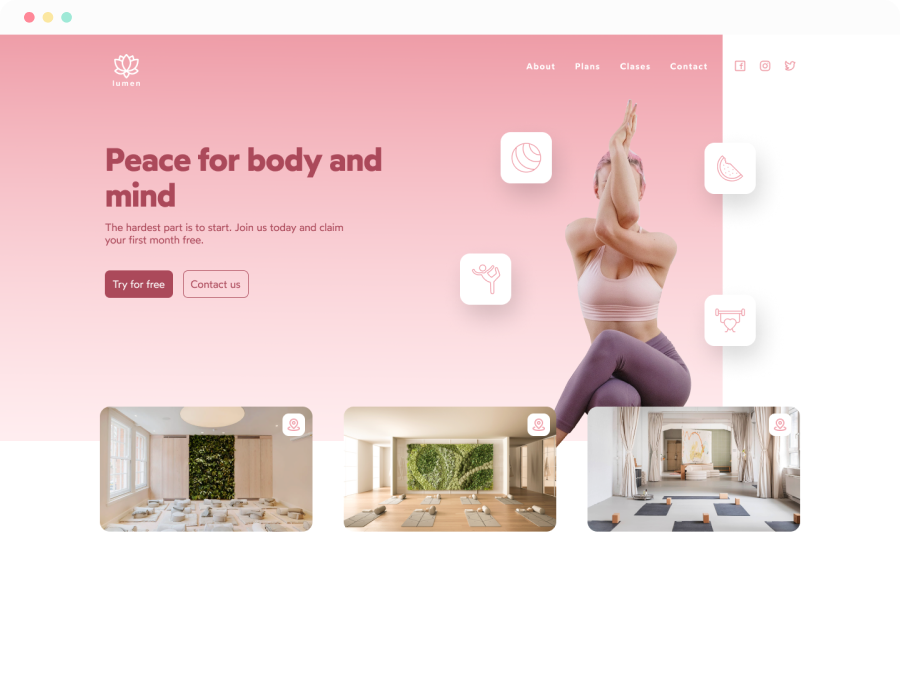 lumen
About Plans Clases Contact
Peace for body and
mind
The hardest part is to start. Join us today and claim
your first month free.
Try for free Contact us